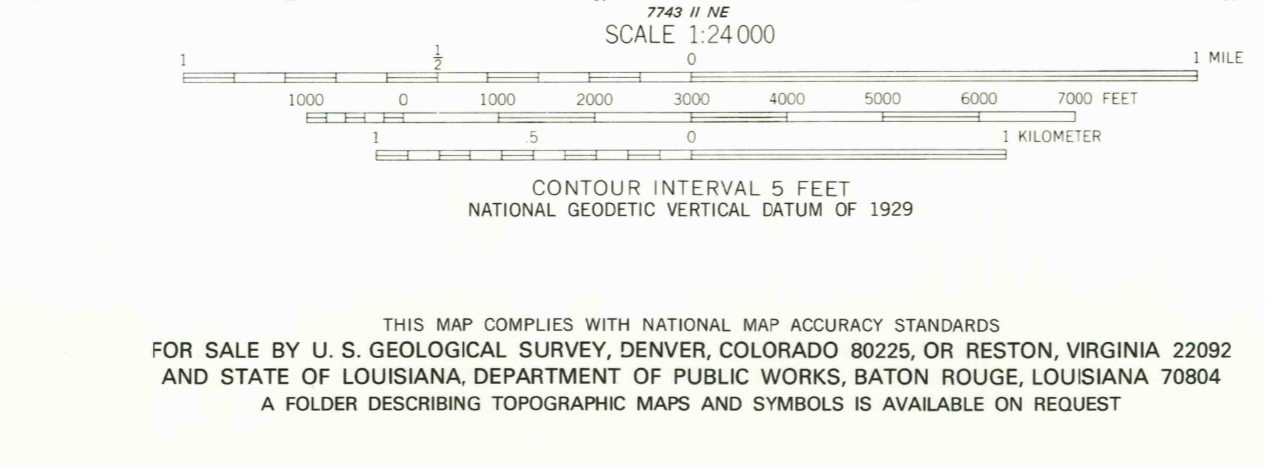 7743 II NE
SCALE 1:24 000
1 1/2 0 1 MILE
1000 0 1000 2000 3000 4000 5000 6000 7000 FEET
1 .5 0 1 KILOMETER
CONTOUR INTERVAL 5 FEET
NATIONAL GEODETIC VERTICAL DATUM OF 1929
THIS MAP COMPLIES WITH NATIONAL MAP ACCURACY STANDARDS
FOR SALE BY U. S. GEOLOGICAL SURVEY, DENVER, COLORADO 80225, OR RESTON, VIRGINIA 22092
AND STATE OF LOUISIANA, DEPARTMENT OF PUBLIC WORKS, BATON ROUGE, LOUISIANA 70804
A FOLDER DESCRIBING TOPOGRAPHIC MAPS AND SYMBOLS IS AVAILABLE ON REQUEST